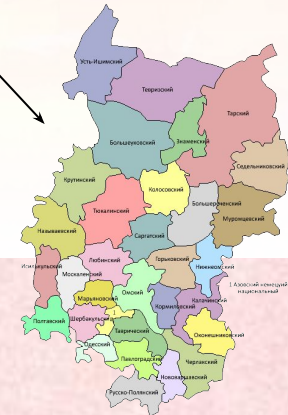 Усть-Ишимский
Тевризский
Тарский
Большеуковский
Знаменский
Седельниковский
Крутинский
Колосовский
Тюкалинский
Большереченский
Муромцевский
Называевский
Саргатский
Исилькульский
Любинский
Горьковский
Нижнеомский
Москаленский
Омский
1 Азовский немецкий
национальный
Марьяновский
Кормиловский
Калачинский
Полтавский
Шербакульский
Таврический
Оконешниковский
Одесский
Павлоградский
Черлакский
Нововаршавский
Русско-Полянский